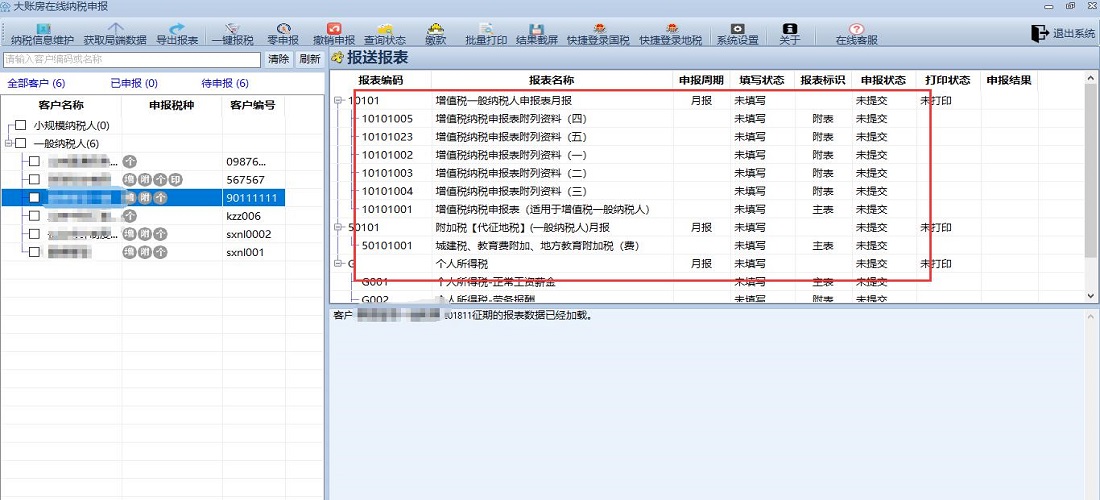 大账房在线纳税申报
纳税信息维护 获取局端数据 导出报表 一键报税 零申报 撤销申报 查询状态 缴款 批量打印 结果截屏 快捷登录国税 快捷登录地税 系统设置 关于 在线客服 退出系统
请输入客户编码或名称 清除 刷新
报送报表
全部客户 (6) 已申报 (0) 待申报 (6)
客户名称 申报税种 客户编号
小规模纳税人(0)
一般纳税人(6)
... 个 09876...
增 附 个 印 567567
增 附 个 90111111
个 kzz006
... 增 附 个 sxnl0002
增 附 个 sxnl001
报表编码 报表名称 申报周期 填写状态 报表标识 申报状态 打印状态 申报结果
10101 增值税一般纳税人申报表月报 月报 未填写 未提交 未打印
10101005 增值税纳税申报表附列资料（四） 未填写 附表 未提交
10101023 增值税纳税申报表附列资料（五） 未填写 附表 未提交
10101002 增值税纳税申报表附列资料（一） 未填写 附表 未提交
10101003 增值税纳税申报表附列资料（二） 未填写 附表 未提交
10101004 增值税纳税申报表附列资料（三） 未填写 附表 未提交
10101001 增值税纳税申报表（适用于增值税一般纳税人） 未填写 主表 未提交
50101 附加税【代征地税】(一般纳税人)月报 月报 未填写 未提交 未打印
50101001 城建税、教育费附加、地方教育附加税（费） 未填写 主表 未提交
G 个人所得税 月报 未填写 未提交 未打印
G001 个人所得税-正常工资薪金 未填写 主表 未提交
G002 个人所得税-劳务报酬 未填写 附表 未提交
客户 201811征期的报表数据已经加载。